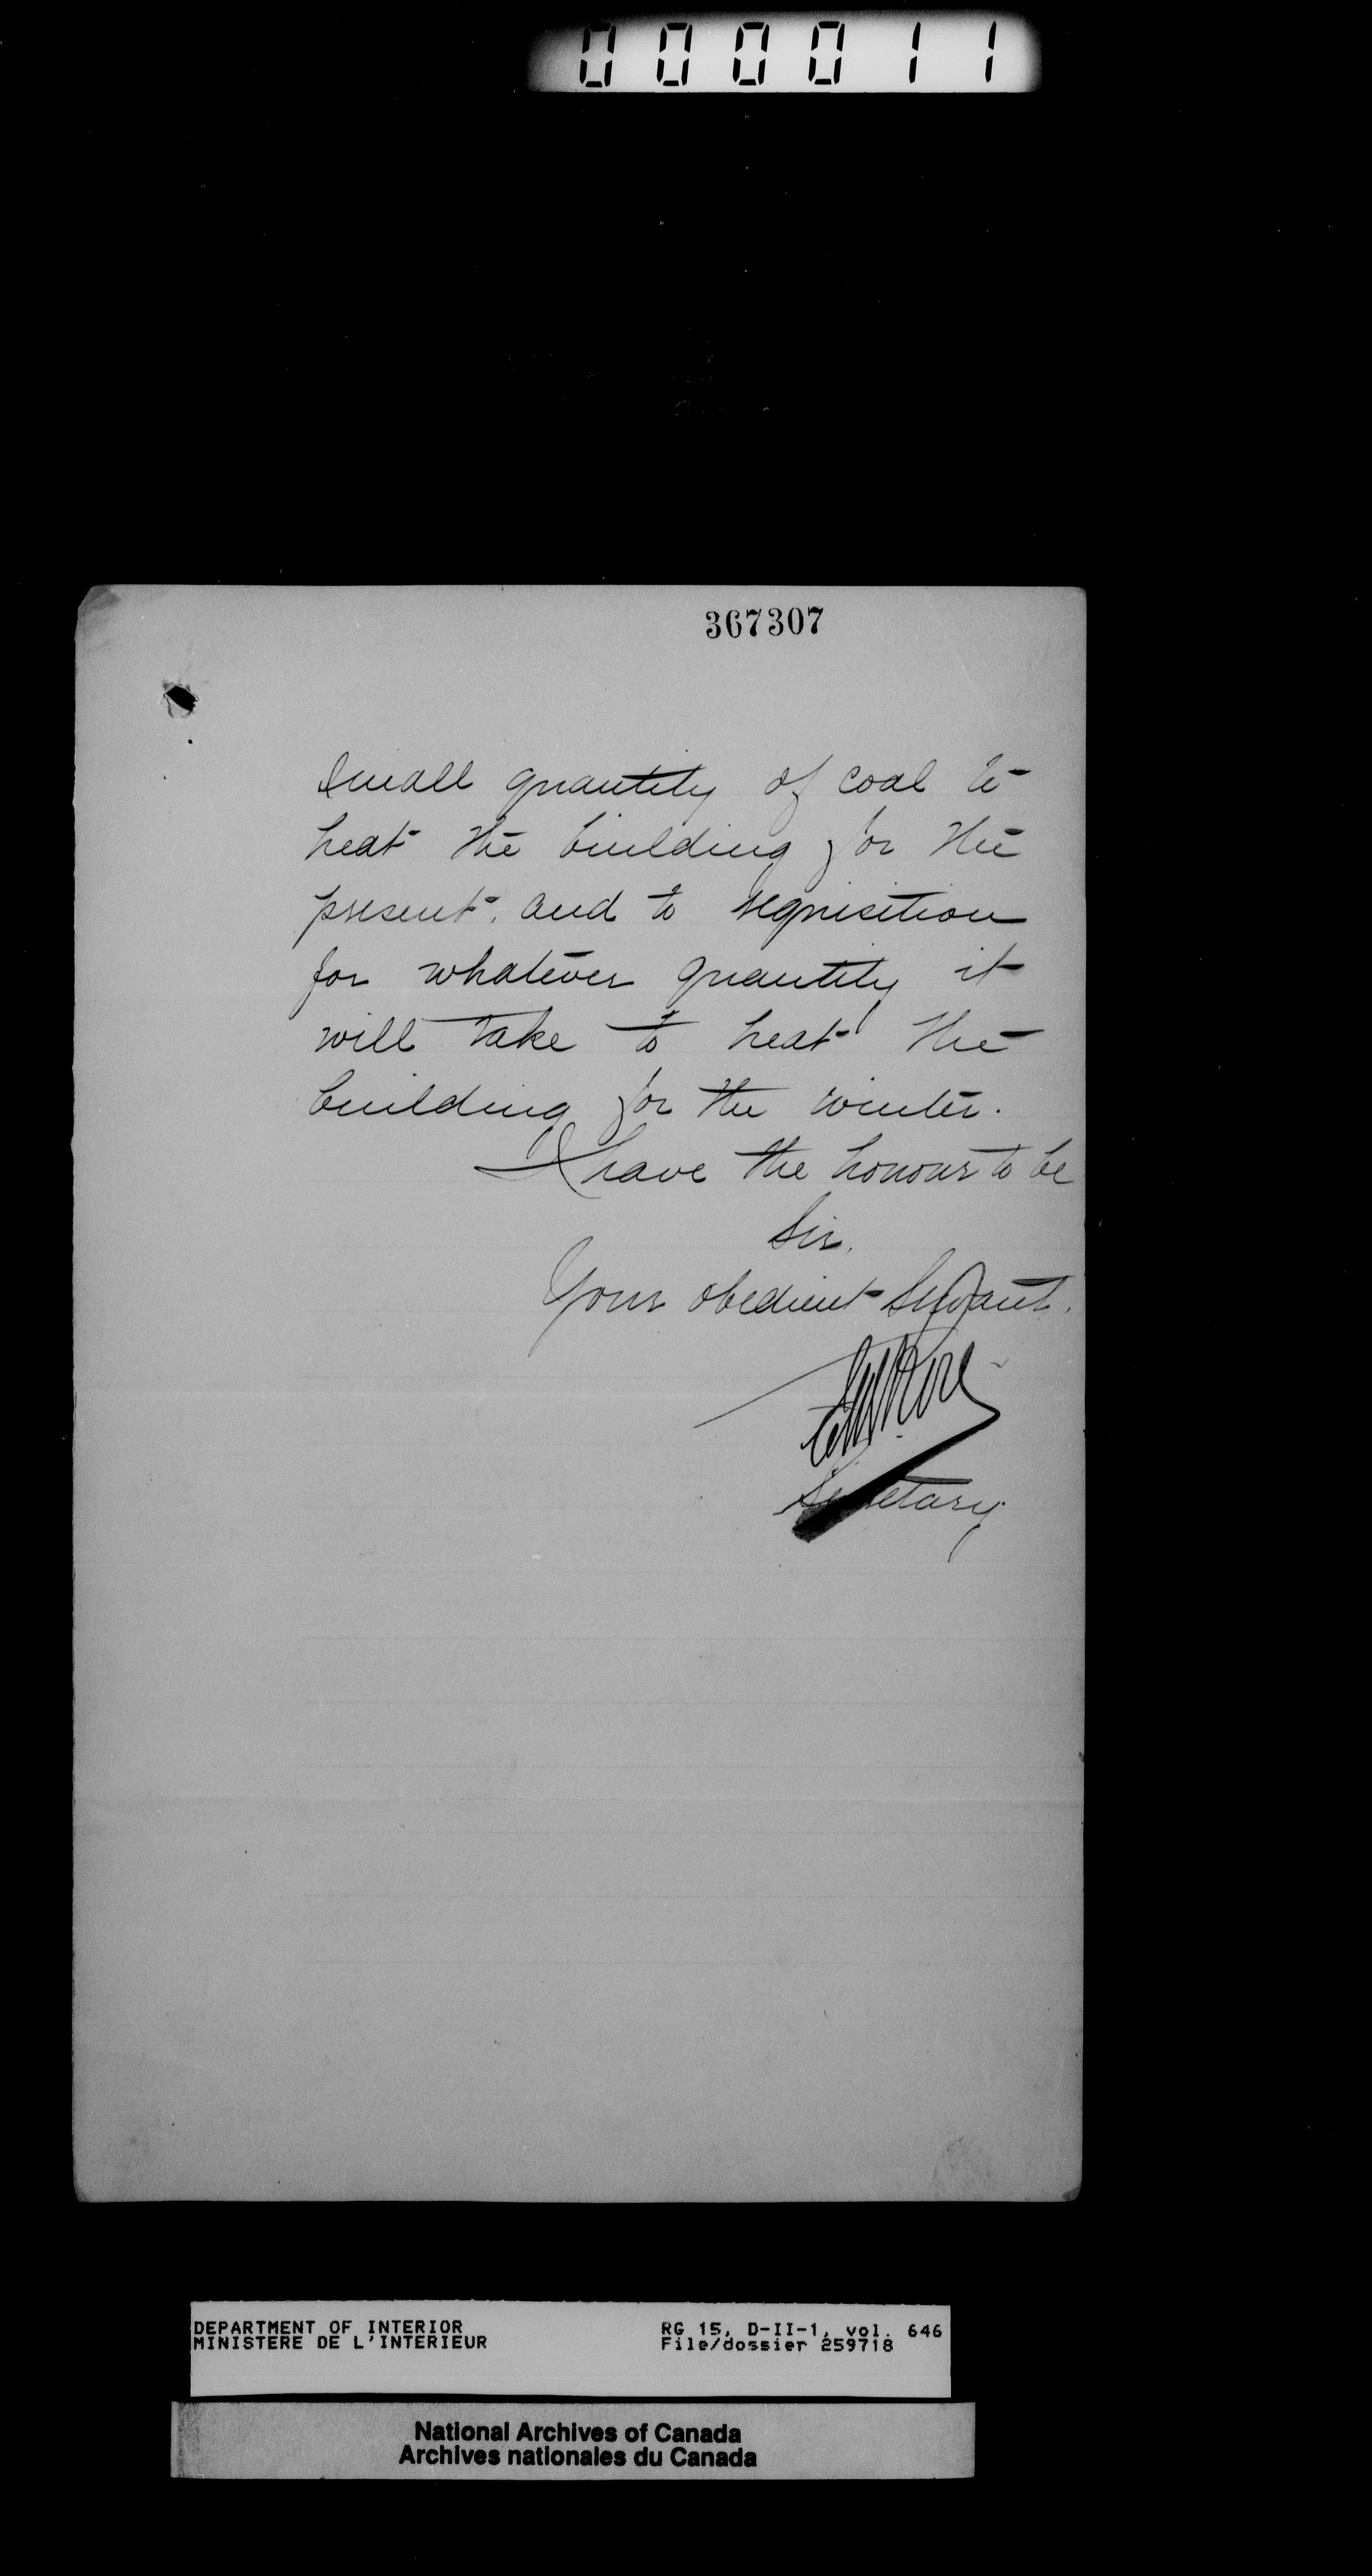 000011
367307
Small quantity of coal to
heat the building for the
present, and to requisition
for whatever quantity it
will take to heat the
building for the winter.
I have the honour to be
Sir,
Your obedient Servant.
Secretary
DEPARTMENT OF INTERIOR RG 15, D-II-1, vol. 646
MINISTERE DE L'INTERIEUR File/dossier 259718
National Archives of Canada
Archives nationales du Canada